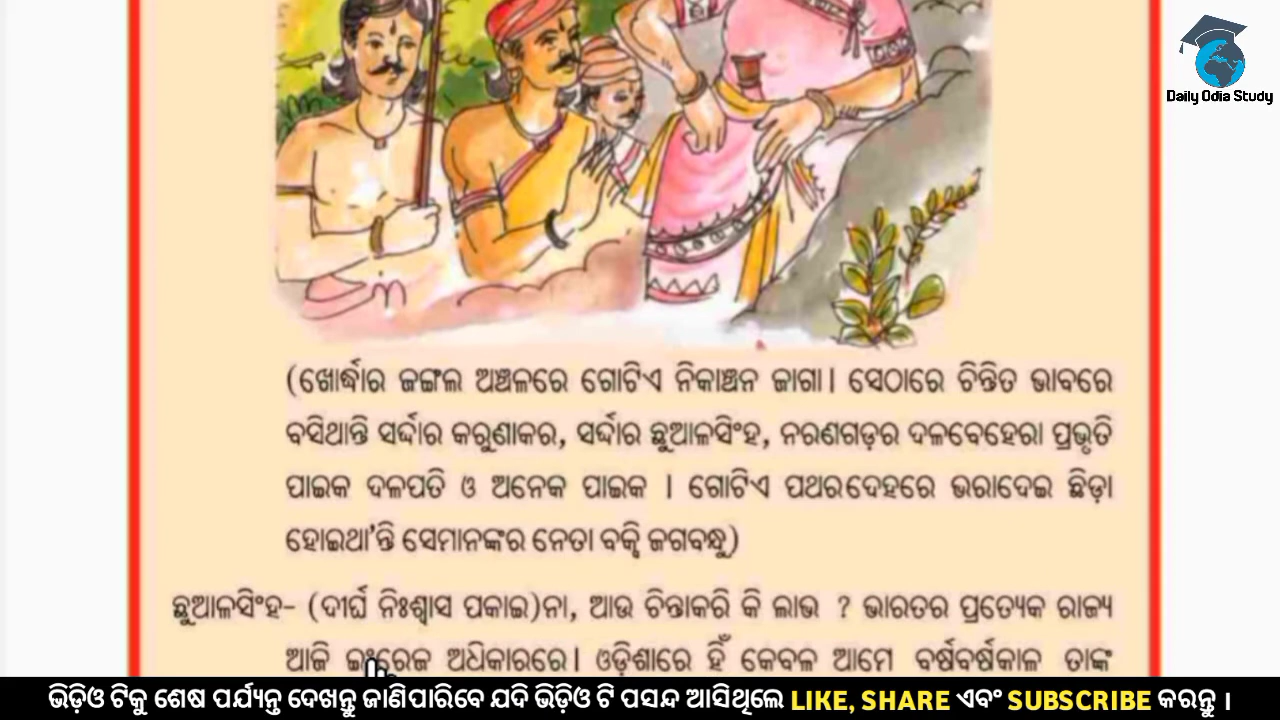 Daily Odia Study
(ଖୋର୍ଦ୍ଧାର ଜଙ୍ଗଲ ଅଞ୍ଚଳରେ ଗୋଟିଏ ନିକାଞ୍ଚନ ଜାଗା। ସେଠାରେ ଚିନ୍ତିତ ଭାବରେ
ବସିଥାନ୍ତି ସର୍ଦ୍ଦାର କରୁଣାକର, ସର୍ଦ୍ଦାର ଛୁଆଳସିଂହ, ନରଣଗଡ଼ର ଦଳବେହେରା ପ୍ରଭୃତି
ପାଇକ ଦଳପତି ଓ ଅନେକ ପାଇକ । ଗୋଟିଏ ପଥରଦେହରେ ଭରାଦେଇ ଛିଡ଼ା
ହୋଇଥା'ନ୍ତି ସେମାନଙ୍କର ନେତା ବକ୍ସି ଜଗବନ୍ଧୁ)
ଛୁଆଳସିଂହ- (ଦୀର୍ଘ ନିଃଶ୍ୱାସ ପକାଇ)ନା, ଆଉ ଚିନ୍ତାକରି କି ଲାଭ ? ଭାରତର ପ୍ରତ୍ୟେକ ରାଜ୍ୟ
ଆଜି ଇଂରେଜ ଅଧିକାରରେ। ଓଡ଼ିଶାରେ ହିଁ କେବଳ ଆମେ ବର୍ଷବର୍ଷକାଳ ତାଙ୍କ
ଭିଡ଼ିଓ ଟିକୁ ଶେଷ ପର୍ଯ୍ୟନ୍ତ ଦେଖନ୍ତୁ ଜାଣିପାରିବେ ଯଦି ଭିଡ଼ିଓ ଟି ପସନ୍ଦ ଆସିଥିଲେ LIKE, SHARE ଏବଂ SUBSCRIBE କରନ୍ତୁ ।